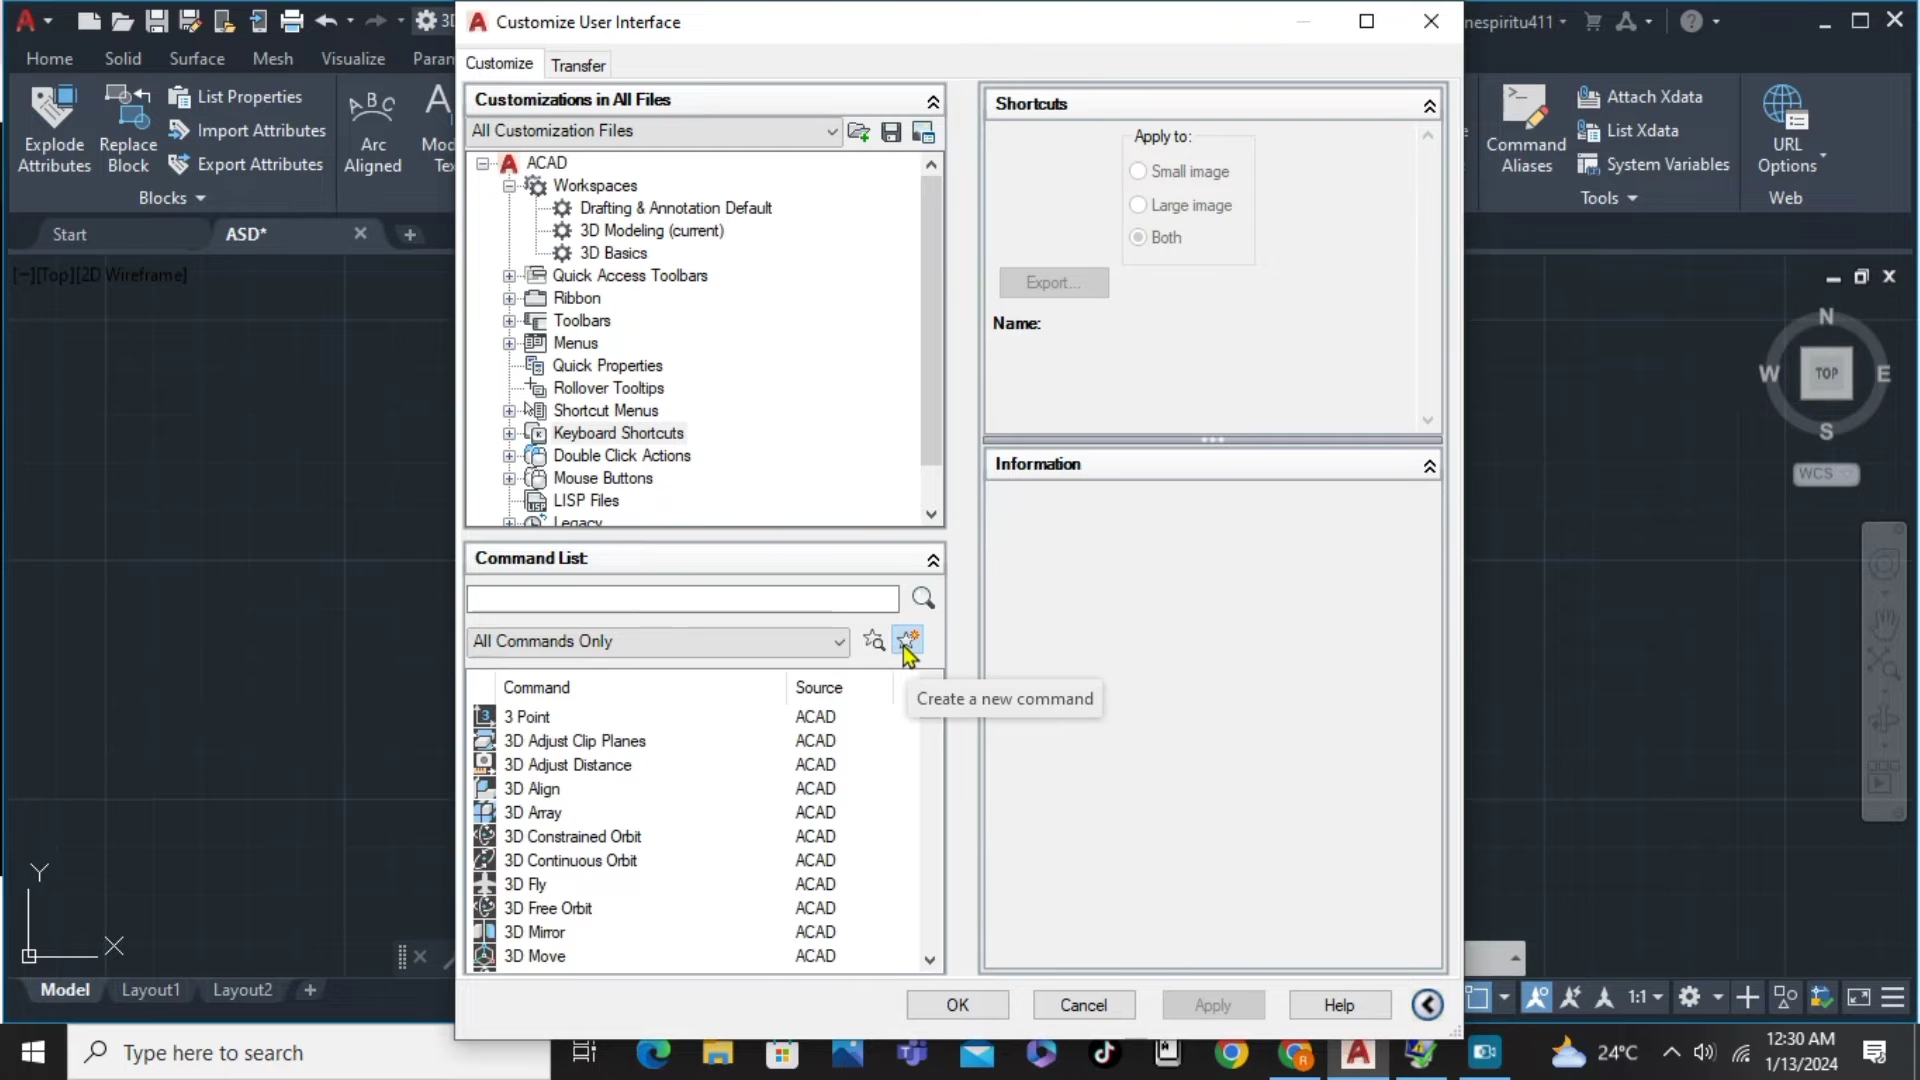 3D
Customize User Interface
nespiritu411
Home
Solid
Surface
Mesh
Visualize
Param
Customize
Transfer
Explode
Attributes
Replace
Block
List Properties
Import Attributes
Export Attributes
Blocks
ABC
Arc
Aligned
A
Mod
Te
Customizations in All Files
All Customization Files
ACAD
Workspaces
Drafting & Annotation Default
3D Modeling (current)
3D Basics
Quick Access Toolbars
Ribbon
Toolbars
Menus
Quick Properties
Rollover Tooltips
Shortcut Menus
Keyboard Shortcuts
Double Click Actions
Mouse Buttons
LISP Files
Legacy
Shortcuts
Apply to:
Small image
Large image
Both
Export...
Name:
Information
Command
Aliases
Attach Xdata
List Xdata
System Variables
Tools
URL
Options
Web
Start
ASD*
[−][Top][2D Wireframe]
N
W
TOP
E
S
WCS
Command List:
All Commands Only
Create a new command
Command Source
3 Point ACAD
3D Adjust Clip Planes ACAD
3D Adjust Distance ACAD
3D Align ACAD
3D Array ACAD
3D Constrained Orbit ACAD
3D Continuous Orbit ACAD
3D Fly ACAD
3D Free Orbit ACAD
3D Mirror ACAD
3D Move ACAD
Y
X
Model
Layout1
Layout2
OK
Cancel
Apply
Help
1:1
Type here to search
24°C
12:30 AM
1/13/2024